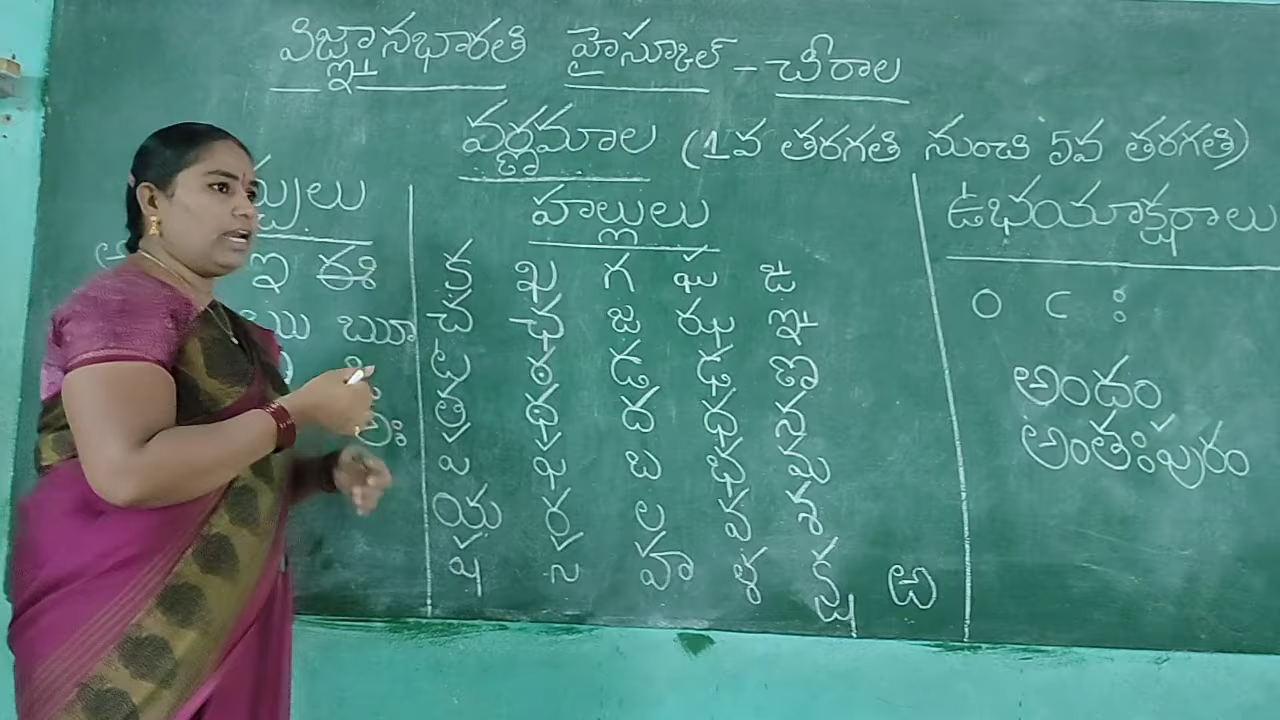 విజ్ఞానభారతి హైస్కూల్ - చీరాల
వర్ణమాల (1వ తరగతి నుంచి 5వ తరగతి)
హల్లులు
ఉభయాక్షరాలు
ఇ ఈ
ఋ ౠ
క ఖ గ ఘ ఙ
చ ఛ జ ఝ ఞ
ట ఠ డ ఢ ణ
త థ ద ధ న
ప ఫ బ భ మ
య ర ల వ శ
ష స హ ళ క్ష ఱ
ం ఁ ః
అందం
అంతఃపురం